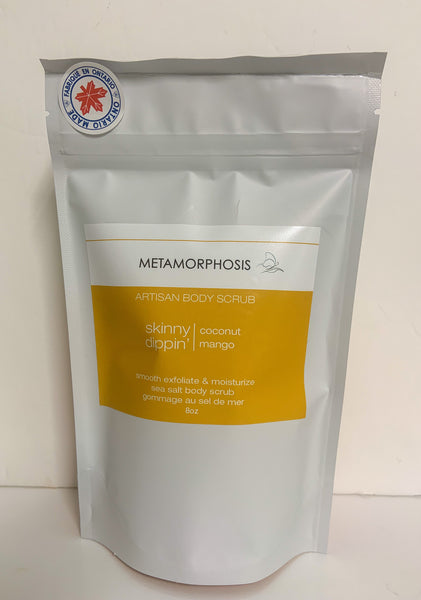 FABRIQUÉ EN ONTARIO
ONTARIO MADE
METAMORPHOSIS
ARTISAN BODY SCRUB
skinny dippin' | coconut mango
smooth exfoliate & moisturize
sea salt body scrub
gommage au sel de mer
8oz